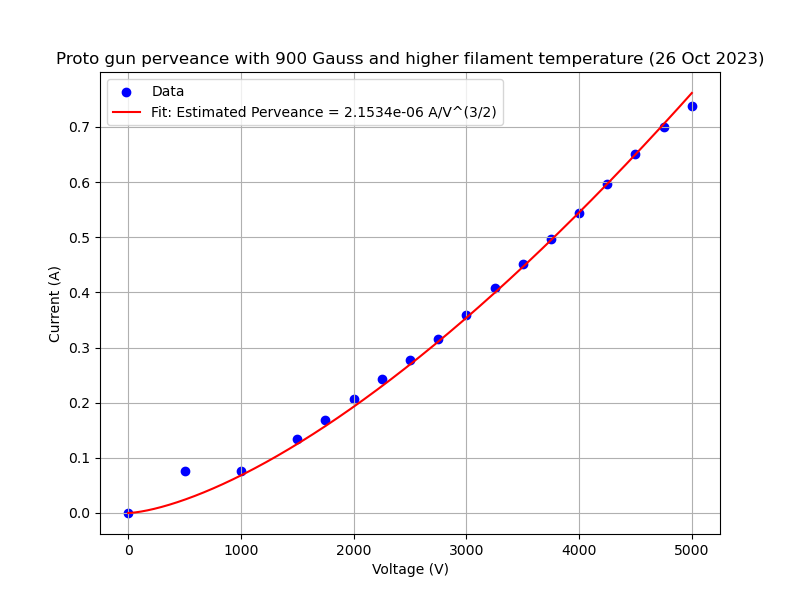 Proto gun perveance with 900 Gauss and higher filament temperature (26 Oct 2023)
Data
Fit: Estimated Perveance = 2.1534e-06 A/V^(3/2)
0.7
0.6
0.5
0.4
0.3
0.2
0.1
0.0
Current (A)
0 1000 2000 3000 4000 5000
Voltage (V)